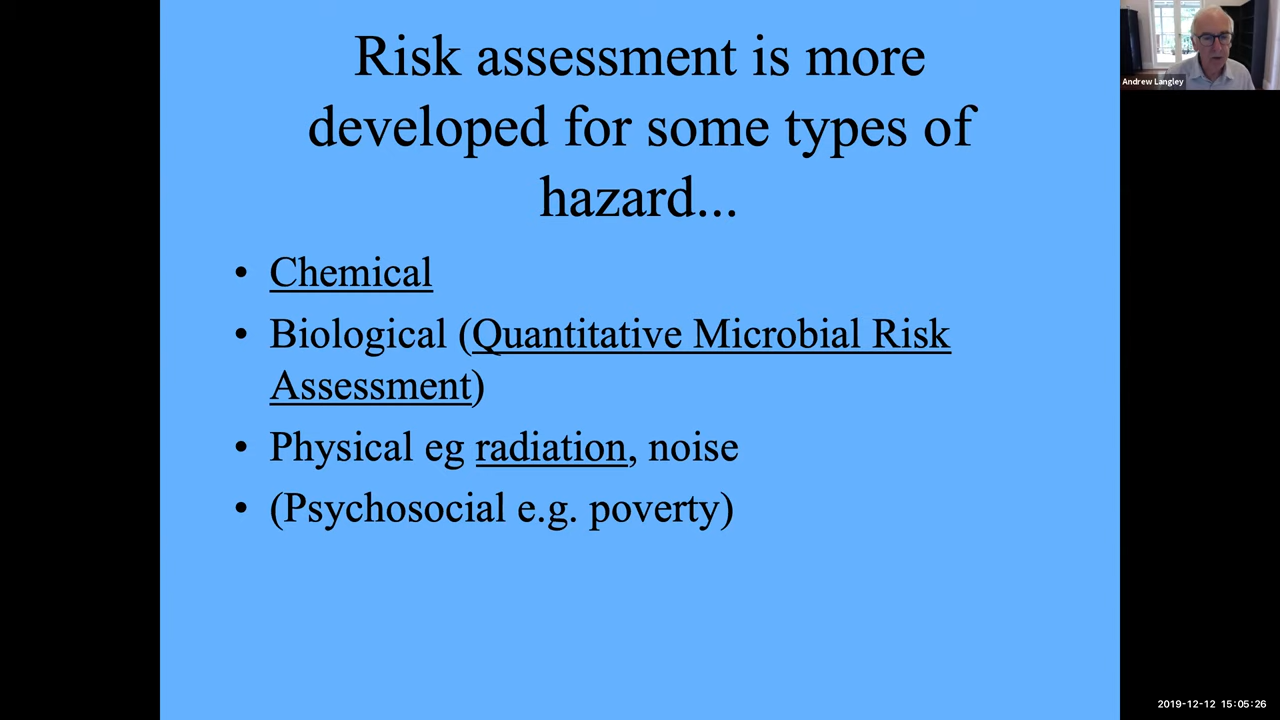 Risk assessment is more
developed for some types of
hazard...
• Chemical
• Biological (Quantitative Microbial Risk
Assessment)
• Physical eg radiation, noise
• (Psychosocial e.g. poverty)
Andrew Langley
2019-12-12 15:05:26